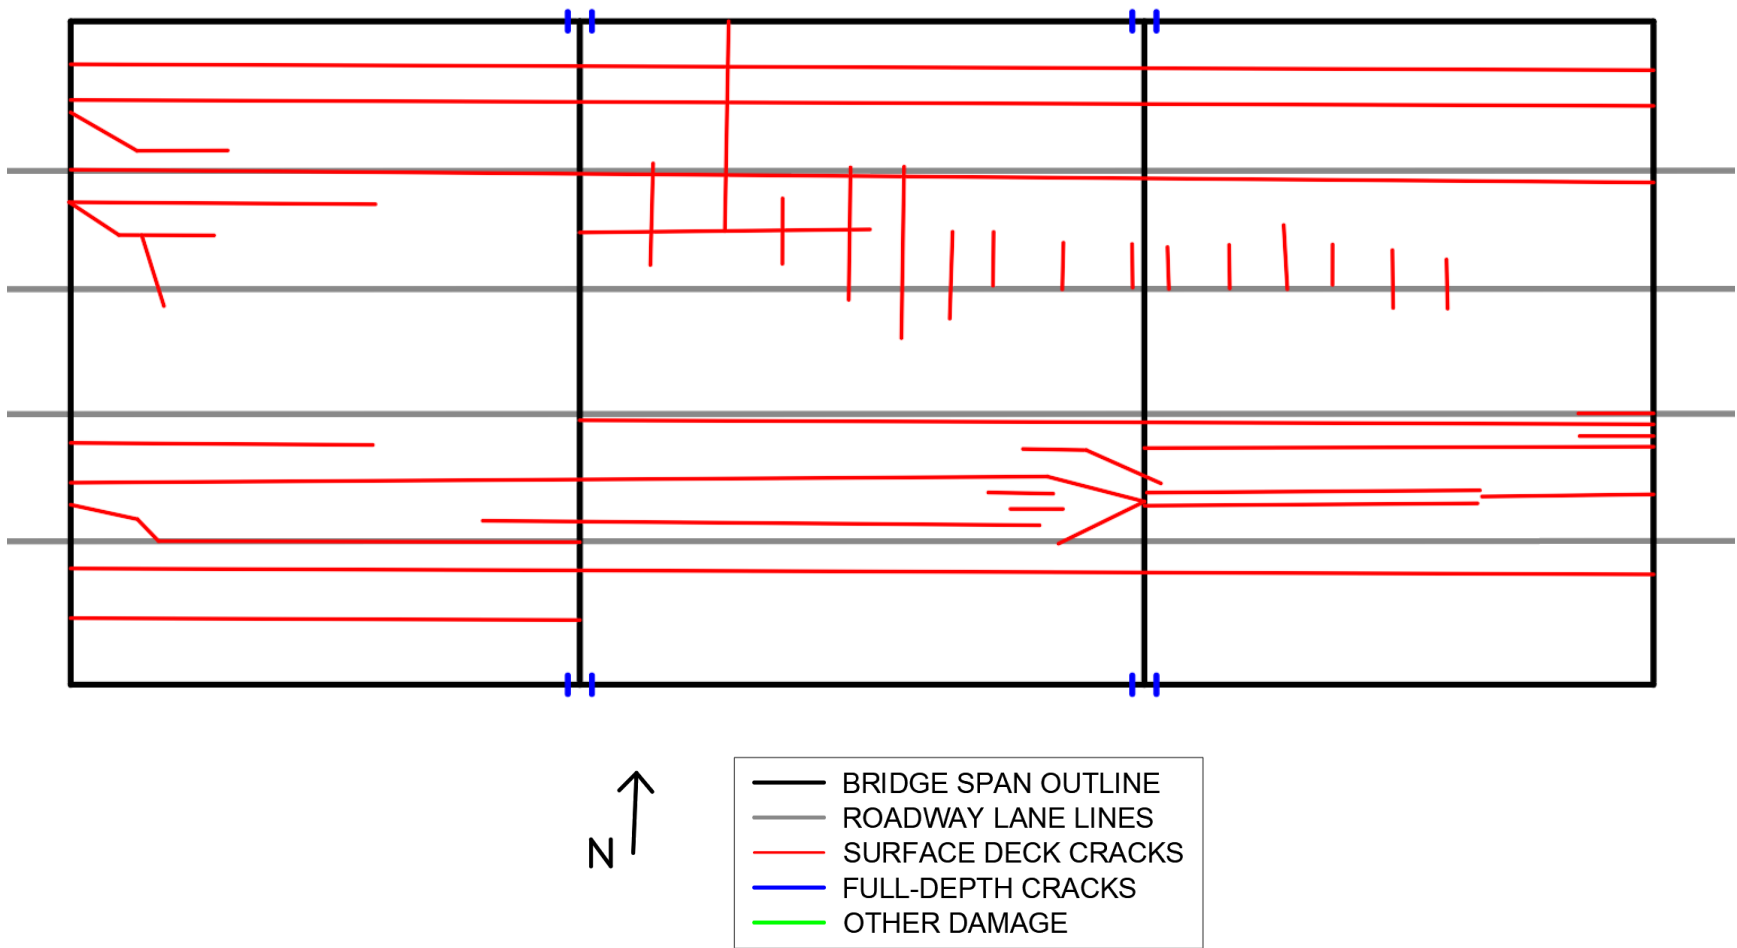 N
BRIDGE SPAN OUTLINE
ROADWAY LANE LINES
SURFACE DECK CRACKS
FULL-DEPTH CRACKS
OTHER DAMAGE